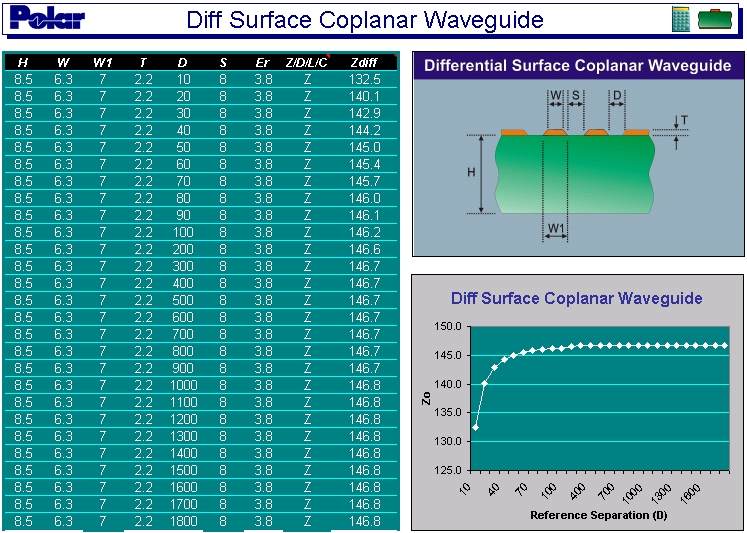 Polar
Diff Surface Coplanar Waveguide
H W W1 T D S Er Z/D/L/C Zdiff
8.5 6.3 7 2.2 10 8 3.8 Z 132.5
8.5 6.3 7 2.2 20 8 3.8 Z 140.1
8.5 6.3 7 2.2 30 8 3.8 Z 142.9
8.5 6.3 7 2.2 40 8 3.8 Z 144.2
8.5 6.3 7 2.2 50 8 3.8 Z 145.0
8.5 6.3 7 2.2 60 8 3.8 Z 145.4
8.5 6.3 7 2.2 70 8 3.8 Z 145.7
8.5 6.3 7 2.2 80 8 3.8 Z 146.0
8.5 6.3 7 2.2 90 8 3.8 Z 146.1
8.5 6.3 7 2.2 100 8 3.8 Z 146.2
8.5 6.3 7 2.2 200 8 3.8 Z 146.6
8.5 6.3 7 2.2 300 8 3.8 Z 146.7
8.5 6.3 7 2.2 400 8 3.8 Z 146.7
8.5 6.3 7 2.2 500 8 3.8 Z 146.7
8.5 6.3 7 2.2 600 8 3.8 Z 146.7
8.5 6.3 7 2.2 700 8 3.8 Z 146.7
8.5 6.3 7 2.2 800 8 3.8 Z 146.7
8.5 6.3 7 2.2 900 8 3.8 Z 146.7
8.5 6.3 7 2.2 1000 8 3.8 Z 146.8
8.5 6.3 7 2.2 1100 8 3.8 Z 146.8
8.5 6.3 7 2.2 1200 8 3.8 Z 146.8
8.5 6.3 7 2.2 1300 8 3.8 Z 146.8
8.5 6.3 7 2.2 1400 8 3.8 Z 146.8
8.5 6.3 7 2.2 1500 8 3.8 Z 146.8
8.5 6.3 7 2.2 1600 8 3.8 Z 146.8
8.5 6.3 7 2.2 1700 8 3.8 Z 146.8
8.5 6.3 7 2.2 1800 8 3.8 Z 146.8
Differential Surface Coplanar Waveguide
W S D
T
H
W1
Diff Surface Coplanar Waveguide
150.0
145.0
140.0
135.0
130.0
125.0
Zo
10 40 70 100 400 700 1000 1300 1600
Reference Separation (D)